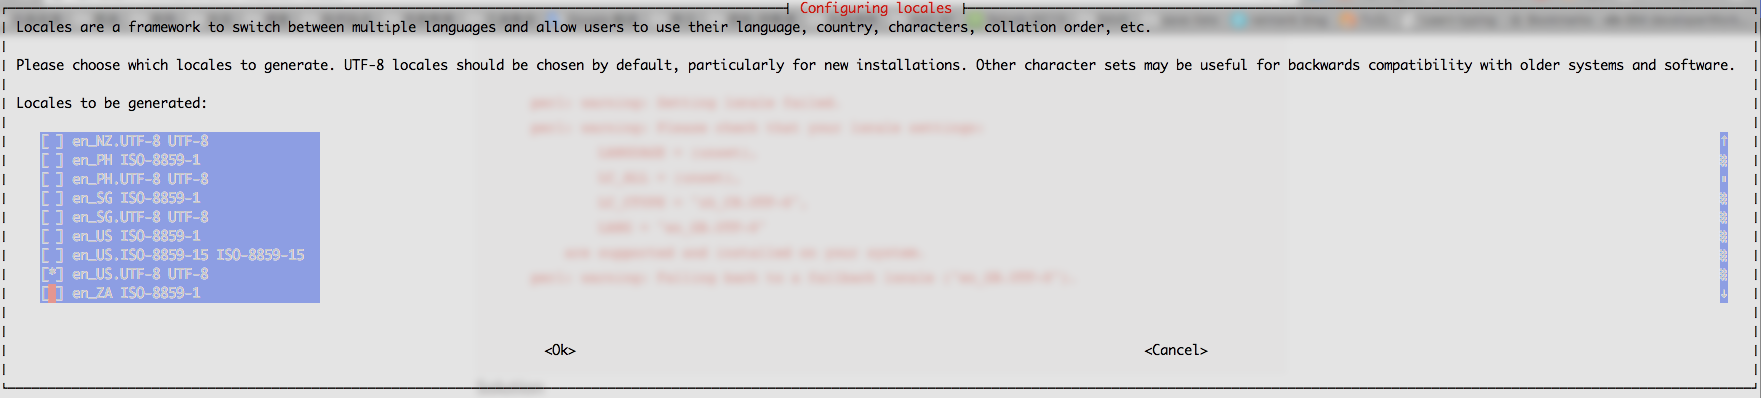 Configuring locales
Locales are a framework to switch between multiple languages and allow users to use their language, country, characters, collation order, etc.
Please choose which locales to generate. UTF-8 locales should be chosen by default, particularly for new installations. Other character sets may be useful for backwards compatibility with older systems and software.
Locales to be generated:
[ ] en_NZ.UTF-8 UTF-8
[ ] en_PH ISO-8859-1
[ ] en_PH.UTF-8 UTF-8
[ ] en_SG ISO-8859-1
[ ] en_SG.UTF-8 UTF-8
[ ] en_US ISO-8859-1
[ ] en_US.ISO-8859-15 ISO-8859-15
[*] en_US.UTF-8 UTF-8
[ ] en_ZA ISO-8859-1
<Ok> <Cancel>